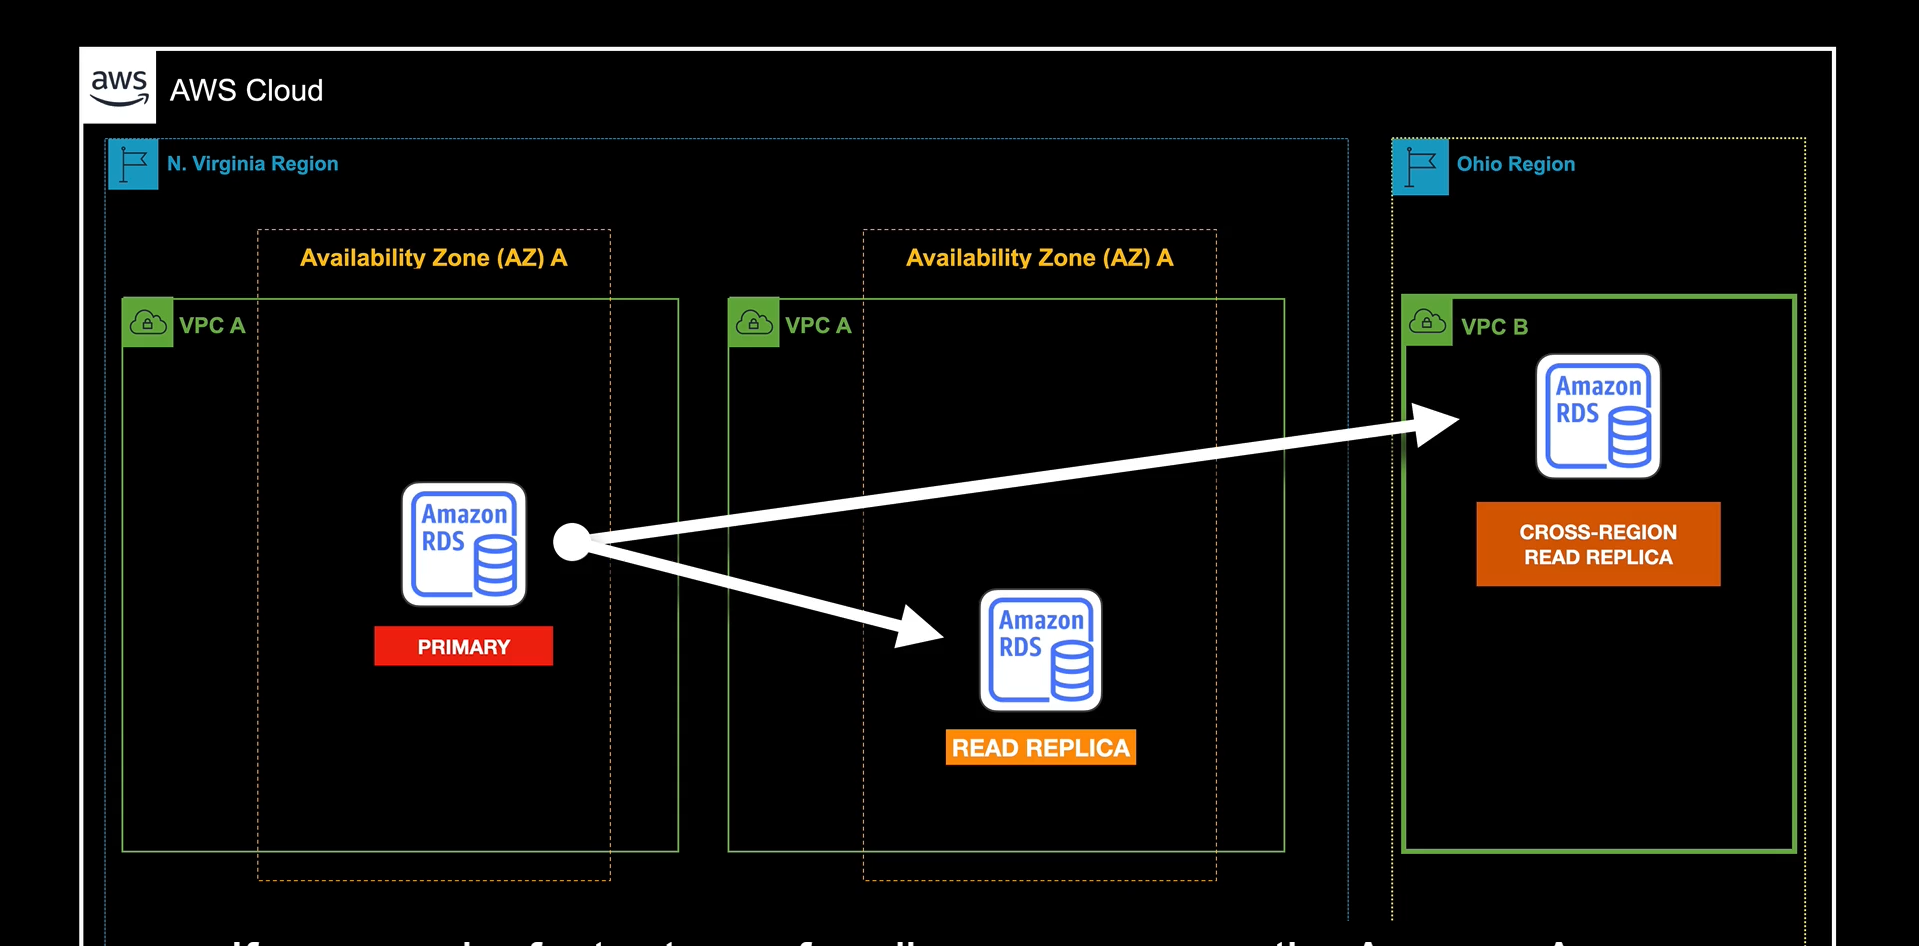 aws
AWS Cloud
N. Virginia Region
Ohio Region
Availability Zone (AZ) A
Availability Zone (AZ) A
VPC A
VPC A
VPC B
Amazon
RDS
CROSS-REGION
READ REPLICA
Amazon
RDS
PRIMARY
Amazon
RDS
READ REPLICA